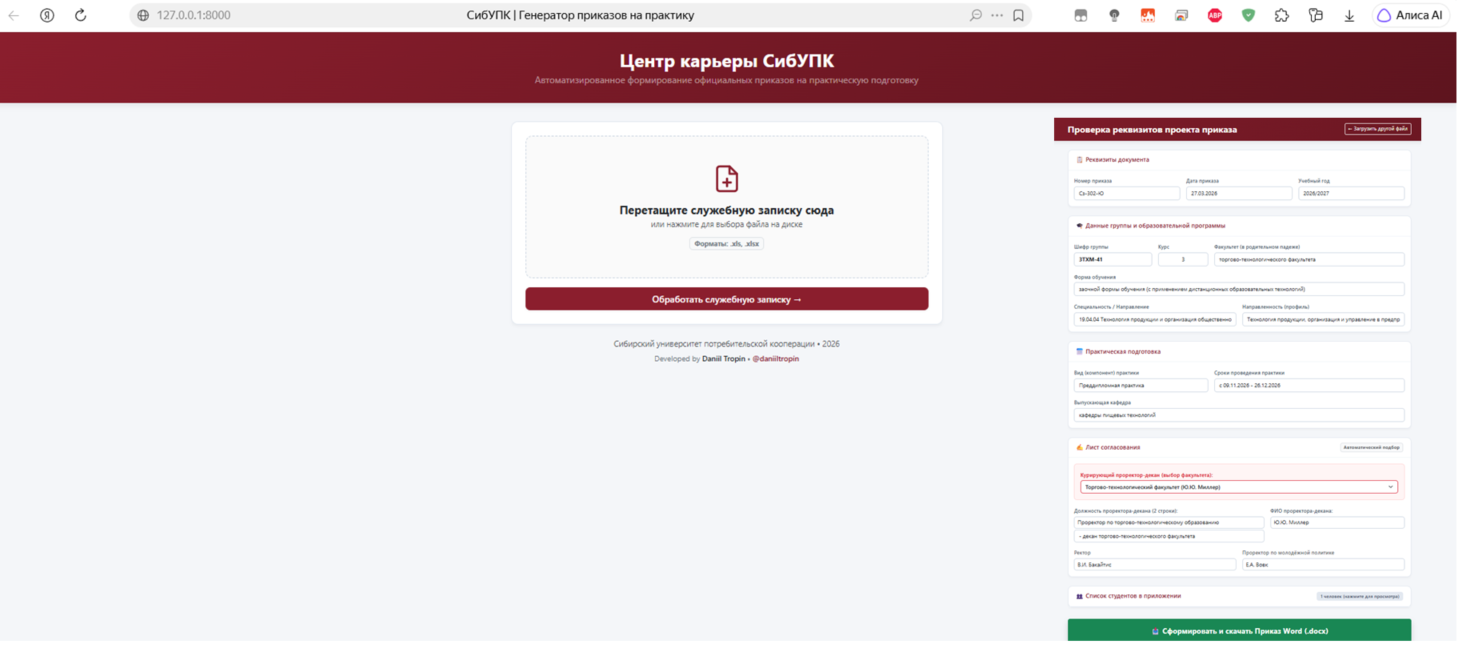 127.0.0.1:8000
СибУПК | Генератор приказов на практику
ABP
Алиса AI
Центр карьеры СибУПК
Автоматизированное формирование официальных приказов на практическую подготовку
Перетащите служебную записку сюда
или нажмите для выбора файла на диске
Форматы: .xls, .xlsx
Обработать служебную записку →
Сибирский университет потребительской кооперации • 2026
Developed by Daniil Tropin • @daniiltropin
Проверка реквизитов проекта приказа
← Загрузить другой файл
Реквизиты документа
Номер приказа Дата приказа Учебный год
Сз-302-Ю 27.03.2026 2026/2027
Данные группы и образовательной программы
Шифр группы Курс Факультет (в родительном падеже)
ЗТХМ-41 3 торгово-технологического факультета
Форма обучения
заочной формы обучения (с применением дистанционных образовательных технологий)
Специальность / Направление Направленность (профиль)
19.04.04 Технология продукции и организация общественно Технология продукции, организация и управление в предпр
Практическая подготовка
Вид (компонент) практики Сроки проведения практики
Преддипломная практика с 09.11.2026 - 26.12.2026
Выпускающая кафедра
кафедры пищевых технологий
Лист согласования Автоматический подбор
Курирующий проректор-декан (выбор факультета):
Торгово-технологический факультет (Ю.Ю. Миллер)
Должность проректора-декана (2 строки): ФИО проректора-декана:
Проректор по торгово-технологическому образованию Ю.Ю. Миллер
- декан торгово-технологического факультета
Ректор Проректор по молодёжной политике
В.И. Бакайтис Е.А. Вовк
Список студентов в приложении 1 человек (нажмите для просмотра)
Сформировать и скачать Приказ Word (.docx)